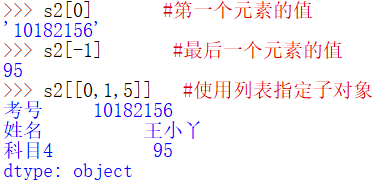 >>> s2[0] #第一个元素的值
'10182156'
>>> s2[-1] #最后一个元素的值
95
>>> s2[[0,1,5]] #使用列表指定子对象
考号 10182156
姓名 王小丫
科目4 95
dtype: object